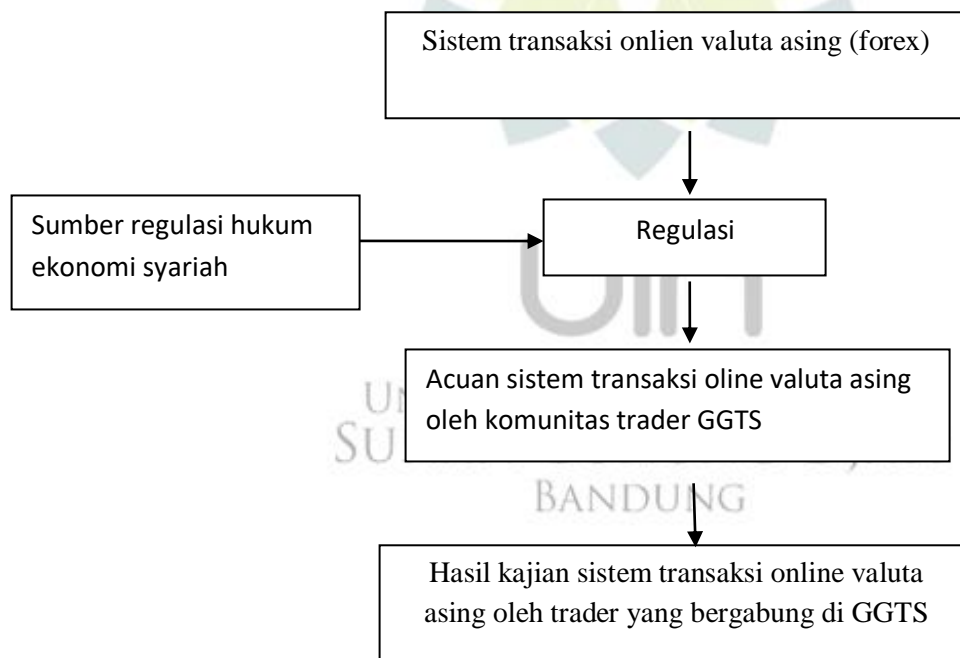 Sistem transaksi onlien valuta asing (forex)
Sumber regulasi hukum
ekonomi syariah
Regulasi
Acuan sistem transaksi oline valuta asing
oleh komunitas trader GGTS
BANDUNG
Hasil kajian sistem transaksi online valuta
asing oleh trader yang bergabung di GGTS